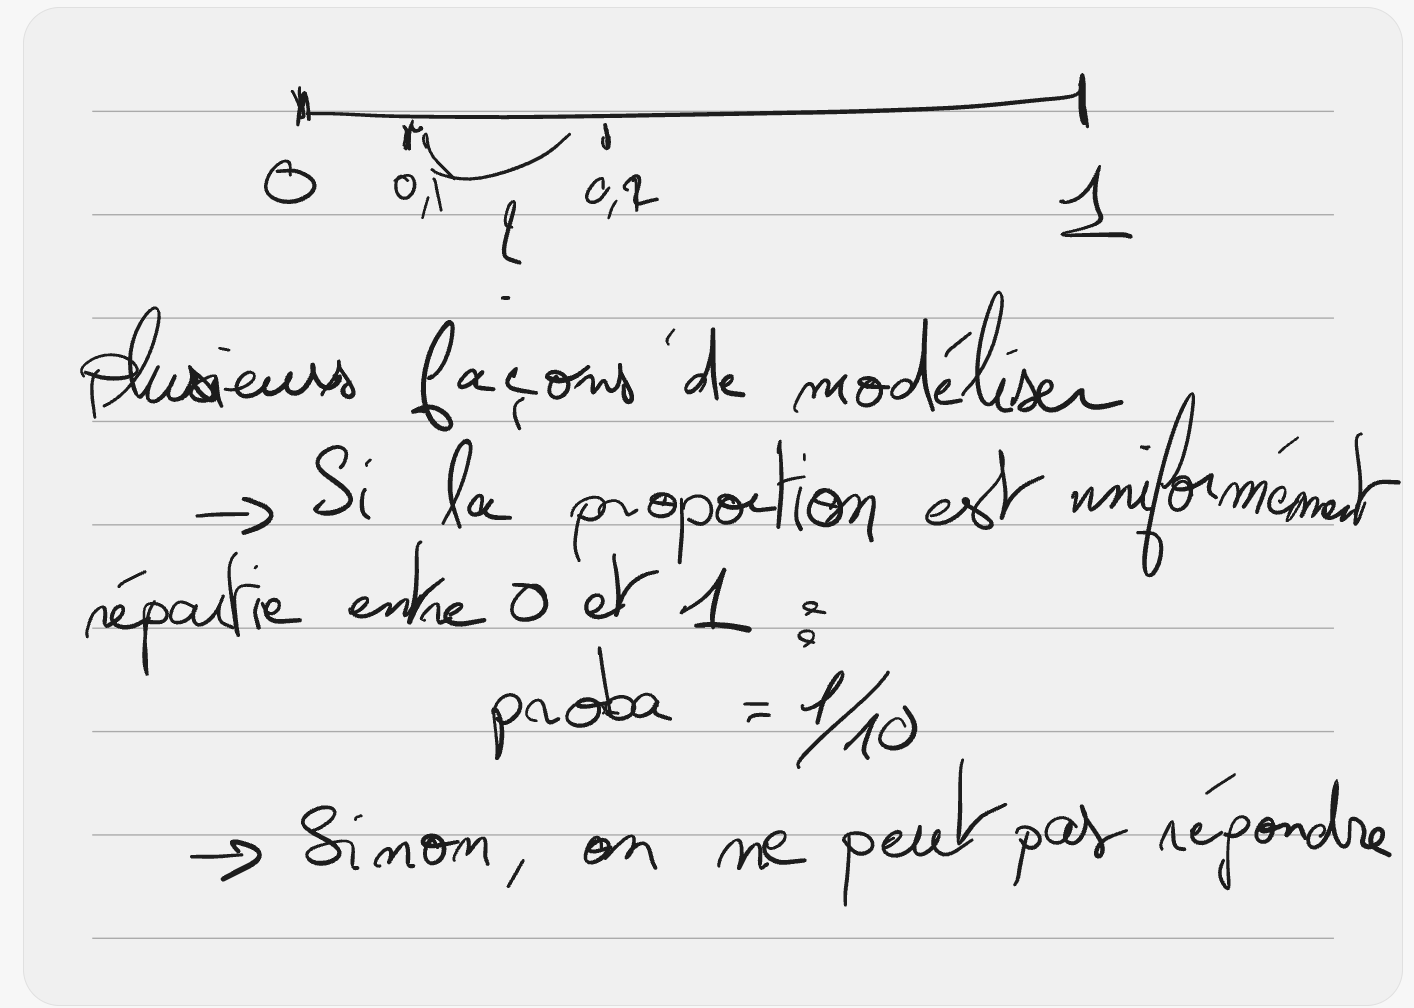 0 0,1 0,2 1
Plusieurs façons de modéliser
→ Si la proportion est uniformément
répartie entre 0 et 1 :
proba = 1/10
→ Sinon, on ne peut pas répondre